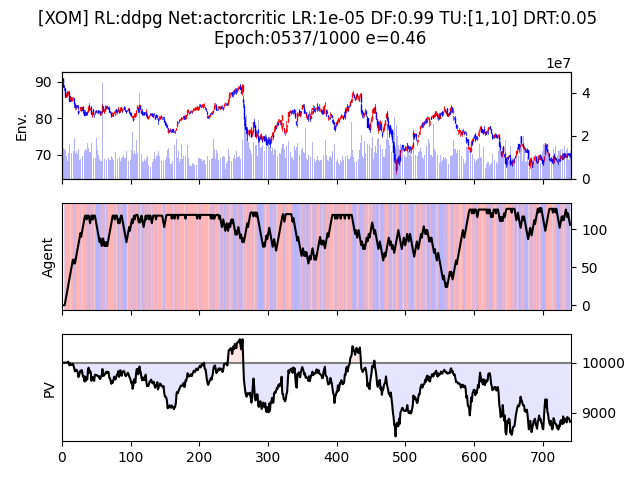 [XOM] RL:ddpg Net:actorcritic LR:1e-05 DF:0.99 TU:[1,10] DRT:0.05
Epoch:0537/1000 e=0.46
1e7
90
80
70
Env.
4
2
0
Agent
100
50
0
PV
10000
9000
0 100 200 300 400 500 600 700